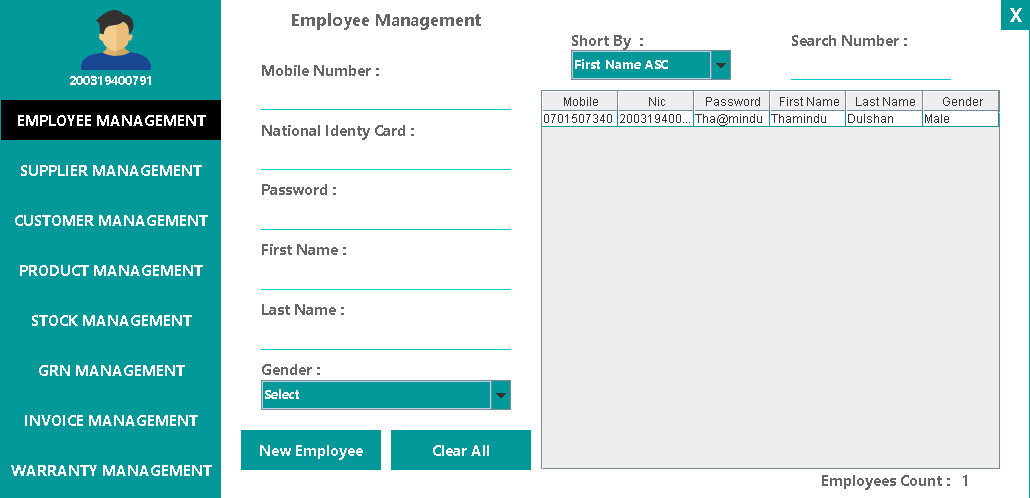 200319400791
EMPLOYEE MANAGEMENT
SUPPLIER MANAGEMENT
CUSTOMER MANAGEMENT
PRODUCT MANAGEMENT
STOCK MANAGEMENT
GRN MANAGEMENT
INVOICE MANAGEMENT
WARRANTY MANAGEMENT
Employee Management
Mobile Number :
National Identy Card :
Password :
First Name :
Last Name :
Gender :
Select
New Employee Clear All
X
Short By : Search Number :
First Name ASC
Mobile Nic Password First Name Last Name Gender
0701507340 200319400... Tha@mindu Thamindu Dulshan Male
Employees Count : 1